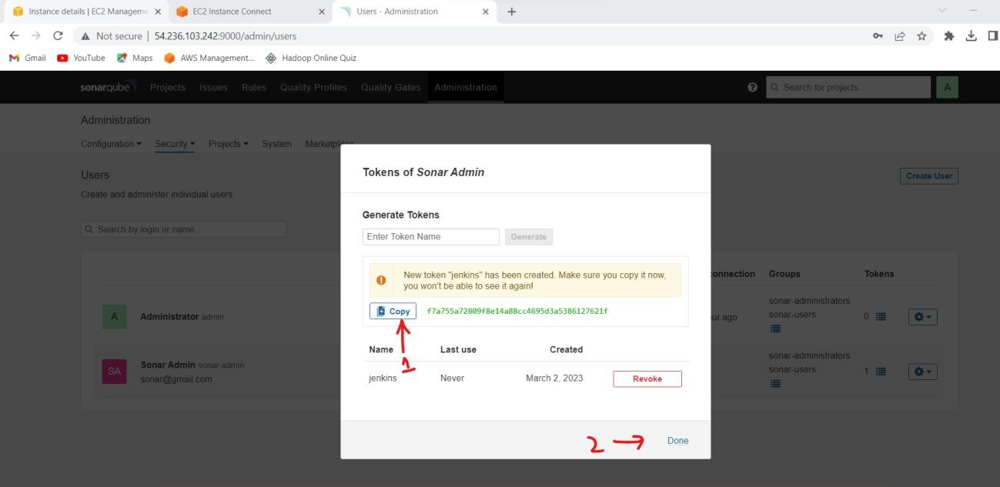 Instance details | EC2 Manageme
EC2 Instance Connect
Users - Administration
Not secure | 54.236.103.242:9000/admin/users
Gmail YouTube Maps AWS Management... Hadoop Online Quiz
sonarqube Projects Issues Rules Quality Profiles Quality Gates Administration Search for projects... A
Administration
Configuration Security Projects System Marketplace
Tokens of Sonar Admin
Users
Create User
Create and administer individual users.
Generate Tokens
Search by login or name...
Enter Token Name Generate
New token "jenkins" has been created. Make sure you copy it now,
you won't be able to see it again!
onnection Groups Tokens
Copy f7a755a72809f8e14a88cc4695d3a5386127621f
A Administrator admin
ur ago
sonar-administrators
sonar-users
0
1
Name Last use Created
SA Sonar Admin sonar-admin
sonar@gmail.com
sonar-administrators
sonar-users
1
jenkins Never March 2, 2023 Revoke
2 Done